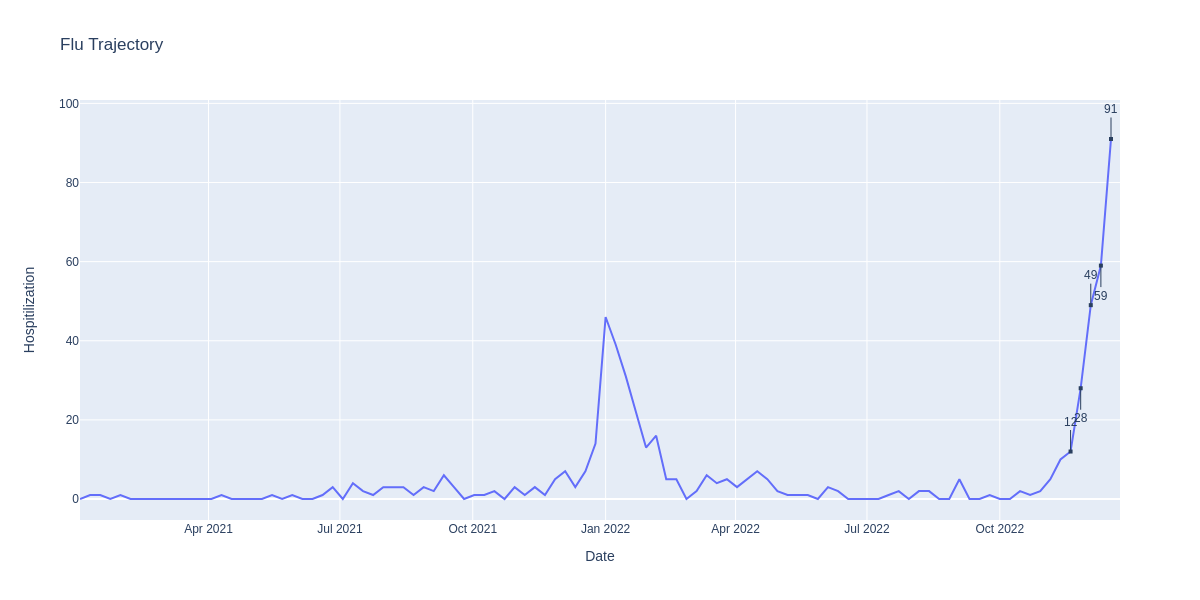 Flu Trajectory
100
80
60
40
20
0
Hospitilization
91
49
59
12
28
Apr 2021
Jul 2021
Oct 2021
Jan 2022
Apr 2022
Jul 2022
Oct 2022
Date